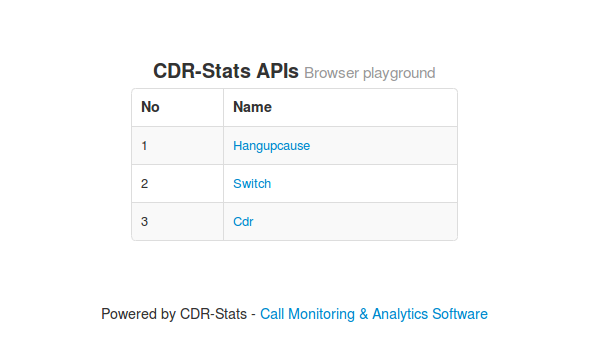 CDR-Stats APIs Browser playground
No Name
1 Hangupcause
2 Switch
3 Cdr
Powered by CDR-Stats - Call Monitoring & Analytics Software